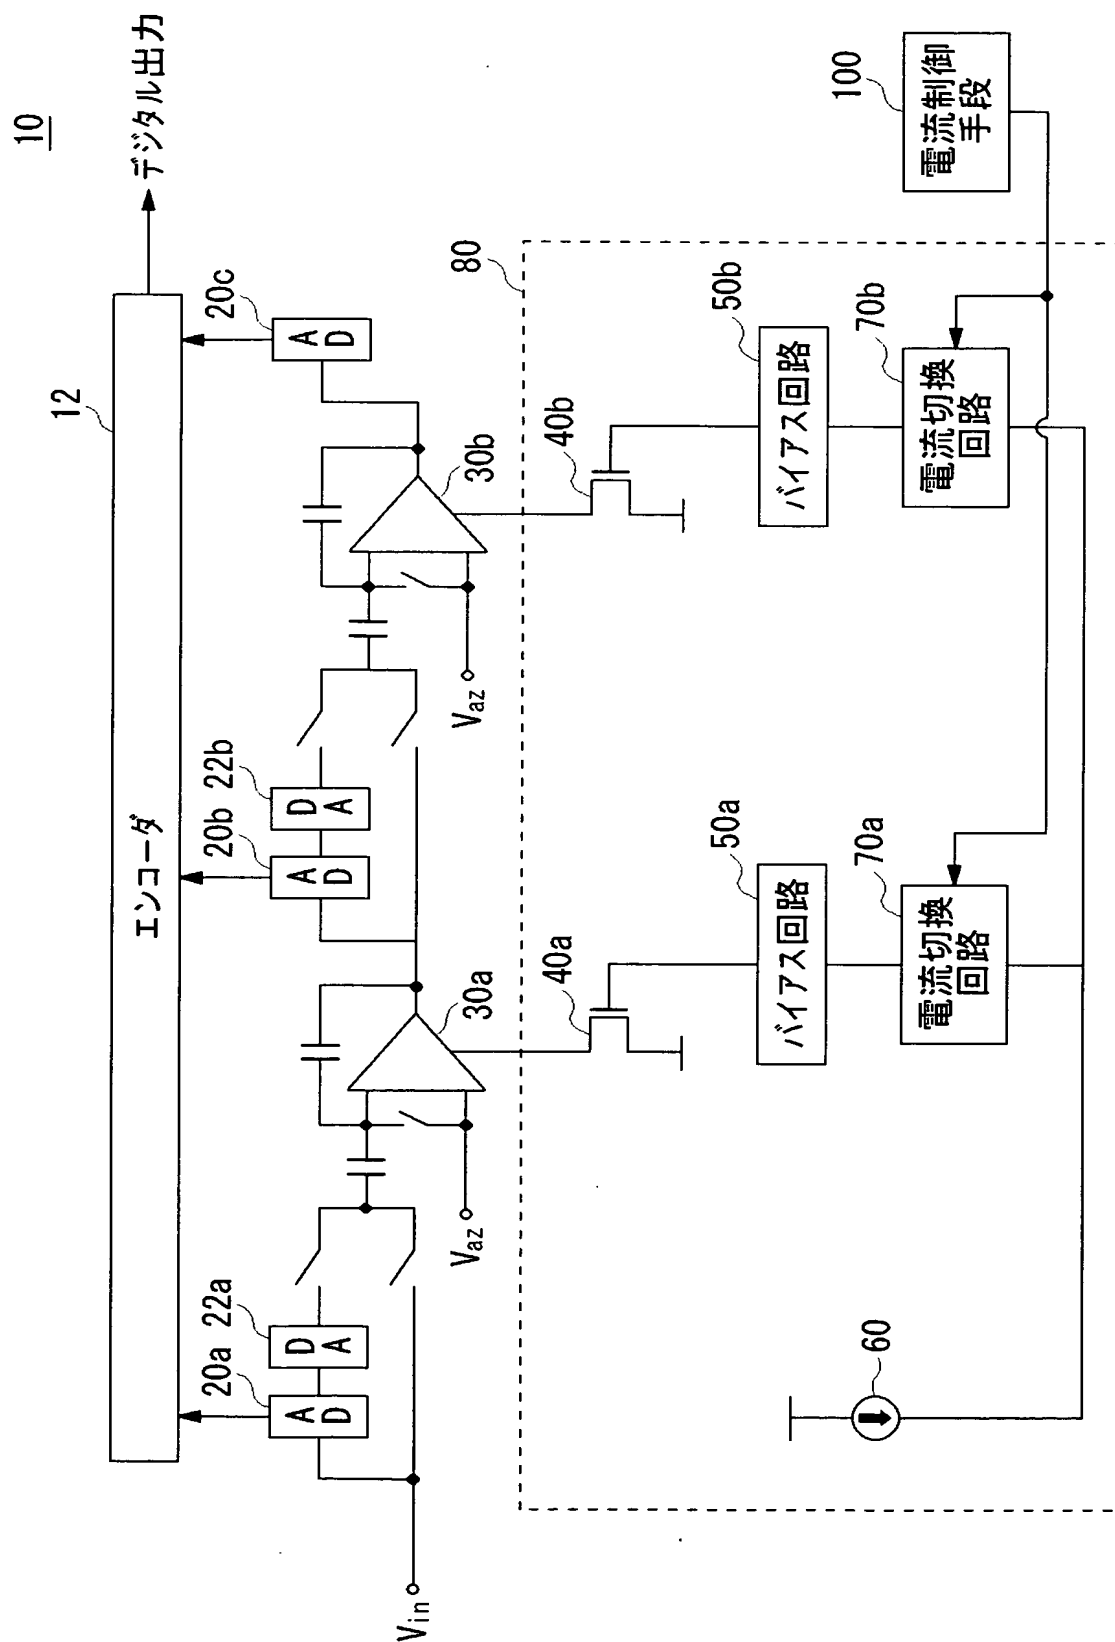 10
デジタル出力
12
エンコーダ
20a
22a
20b
22b
20c
A
D
D
A
A
D
D
A
A
D
Vin
Vaz
30a
Vaz
30b
80
40a
40b
50a
バイアス回路
50b
バイアス回路
60
70a
電流切換
回路
70b
電流切換
回路
100
電流制御
手段